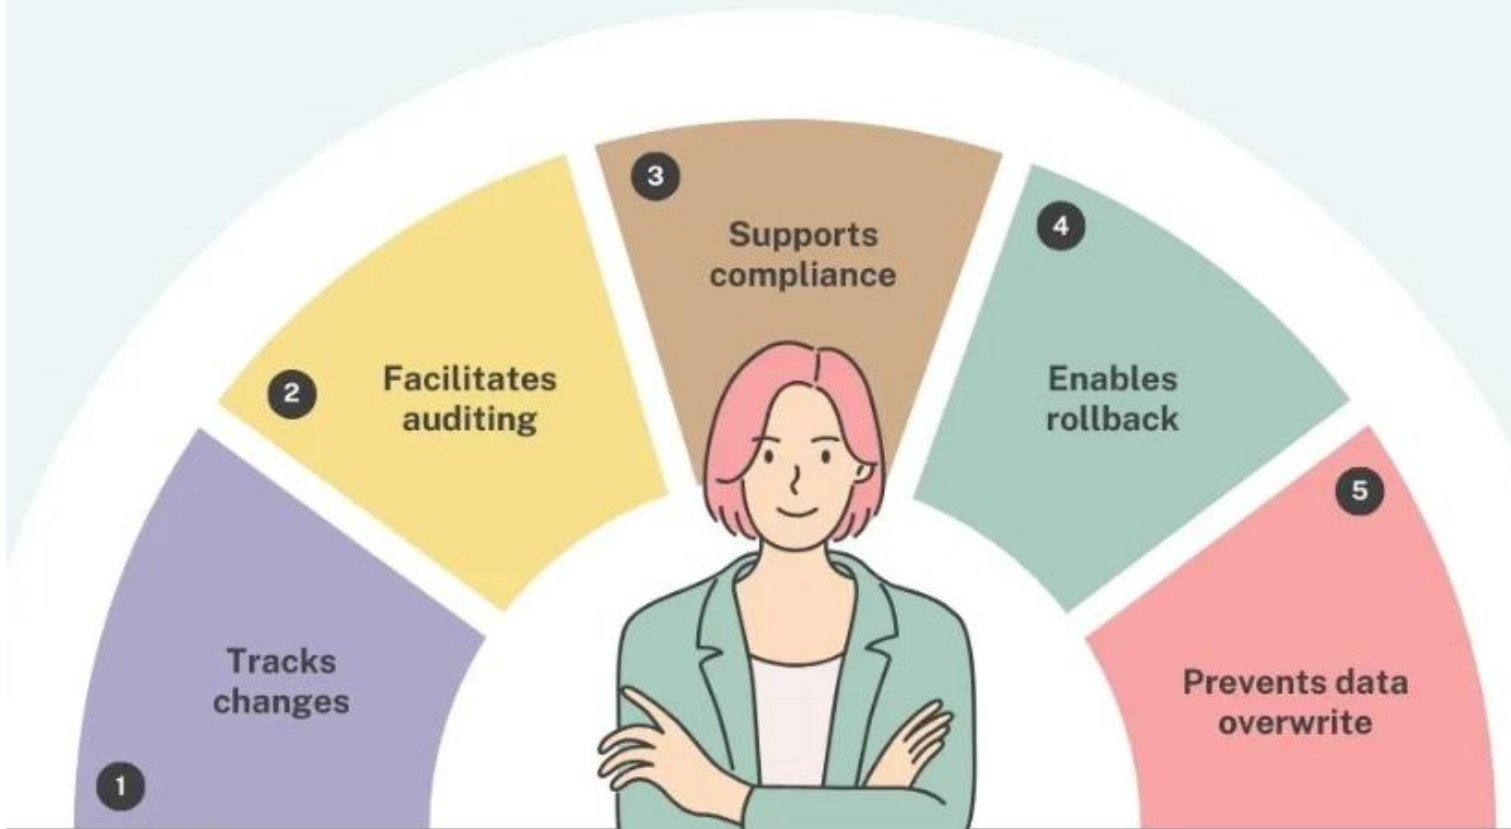 1
Tracks
changes
2
Facilitates
auditing
3
Supports
compliance
4
Enables
rollback
5
Prevents data
overwrite